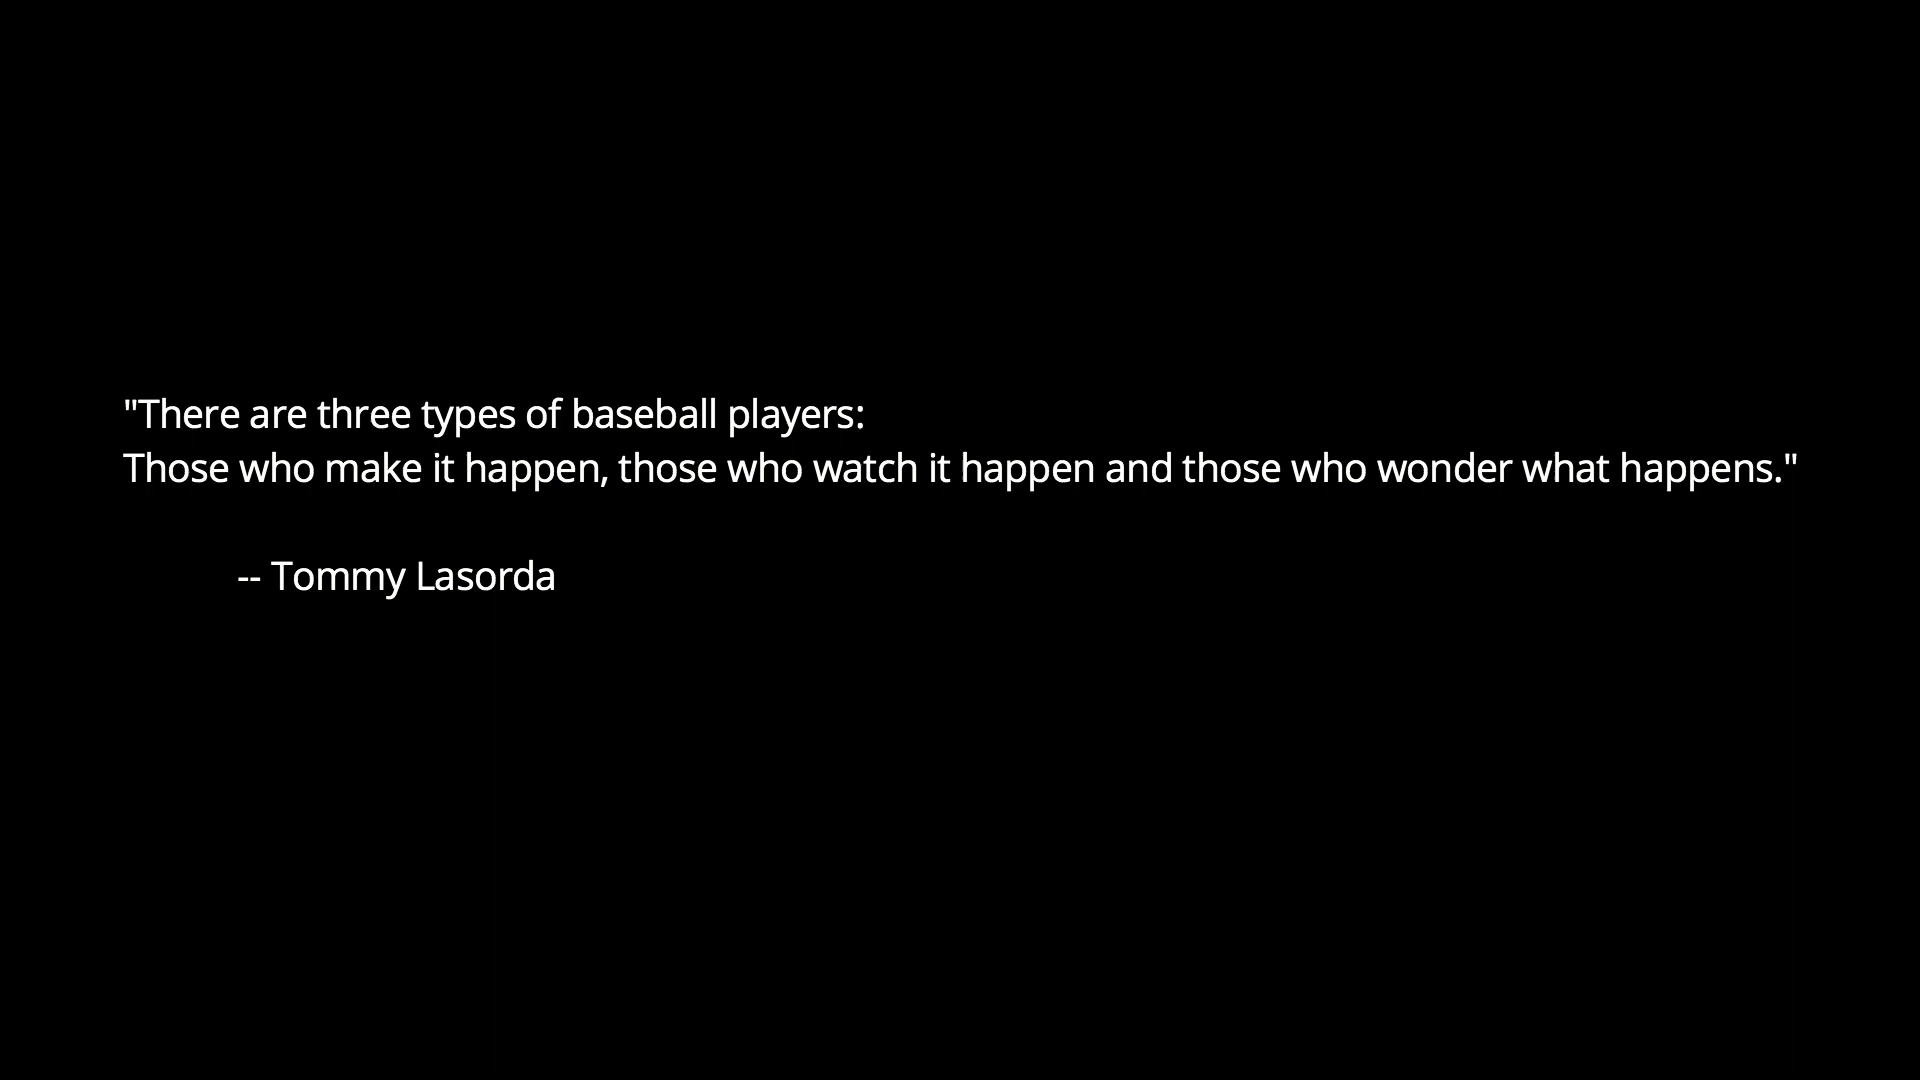 "There are three types of baseball players:
Those who make it happen, those who watch it happen and those who wonder what happens."
-- Tommy Lasorda